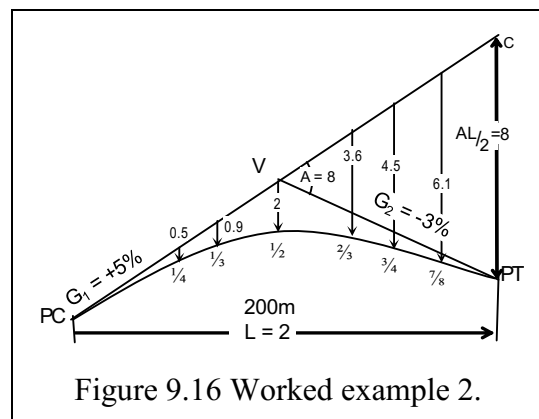 C
3.6
AL/2 =8
4.5
V
A = 8
6.1
2
G₂ = -3%
0.5
0.9
½
⅔
¾
⅞
¼
⅓
G₁ = +5%
PT
PC
200m
L = 2
Figure 9.16 Worked example 2.